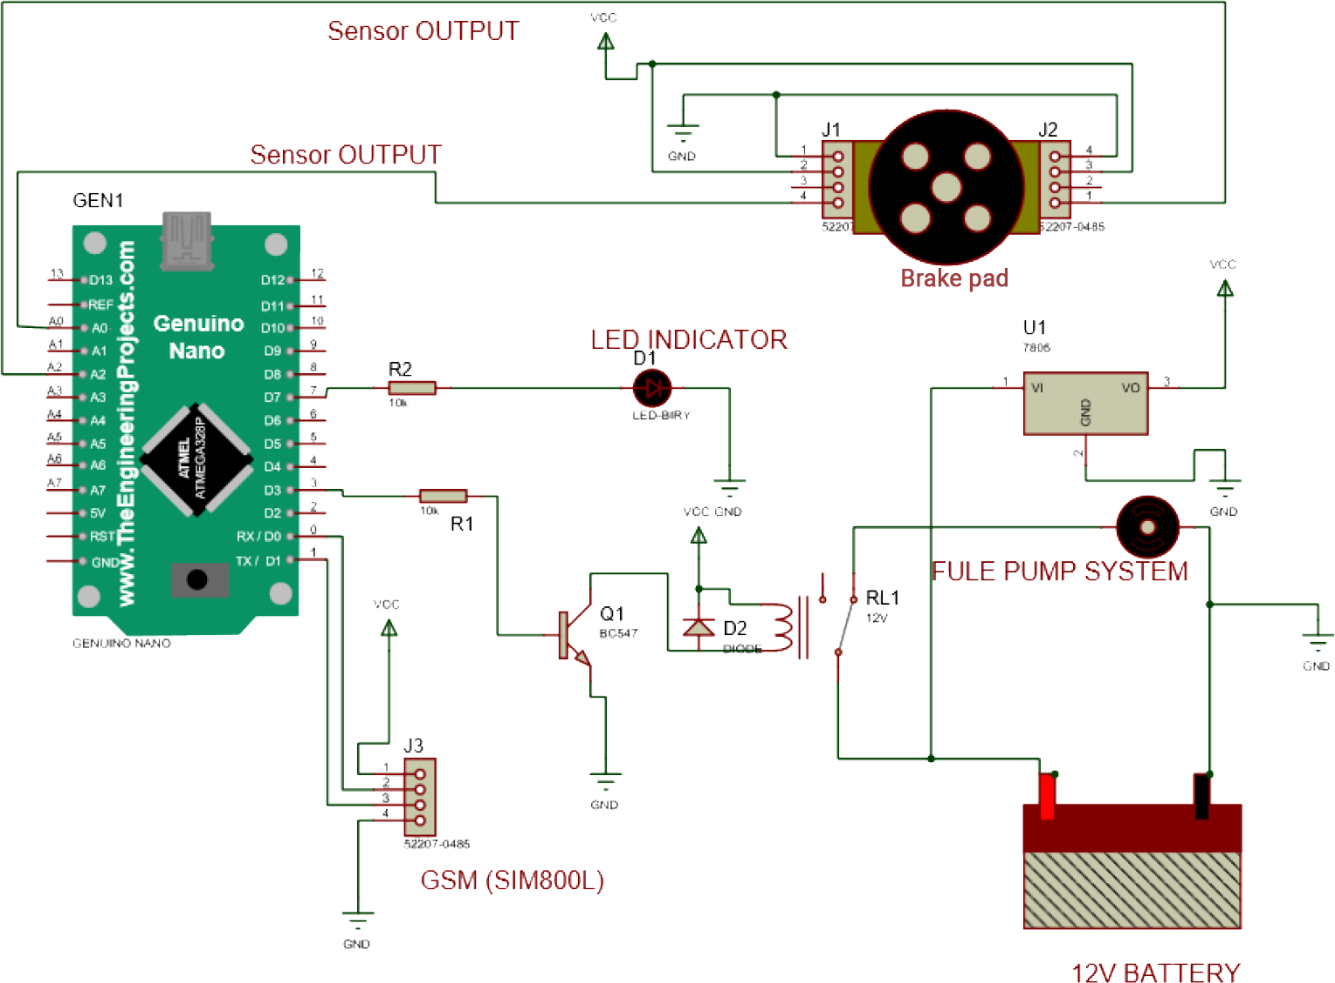 Sensor OUTPUT
VCC
J1
J2
1
2
3
4
4
3
2
1
GND
52207
52207-0485
Brake pad
Sensor OUTPUT
GEN1
www.TheEngineeringProjects.com
Genuino
Nano
ATMEL
ATMEGA328P
13
D13
REF
A0
A0
A1
A1
A2
A2
A3
A3
A4
A4
A5
A5
A6
A6
A7
A7
5V
RST
GND
D12
12
D11
11
D10
10
D9
9
D8
8
D7
7
D6
6
D5
5
D4
4
D3
3
D2
2
RX / D0
0
TX / D1
1
GENUINO NANO
R2
10k
LED INDICATOR
D1
LED-BIRY
VCC
U1
7805
1
VI
VO
3
GND
2
GND
10k
R1
VCC GND
FULE PUMP SYSTEM
Q1
BC547
D2
DIODE
RL1
12V
GND
VCC
J3
1
2
3
4
52207-0485
GSM (SIM800L)
GND
GND
12V BATTERY